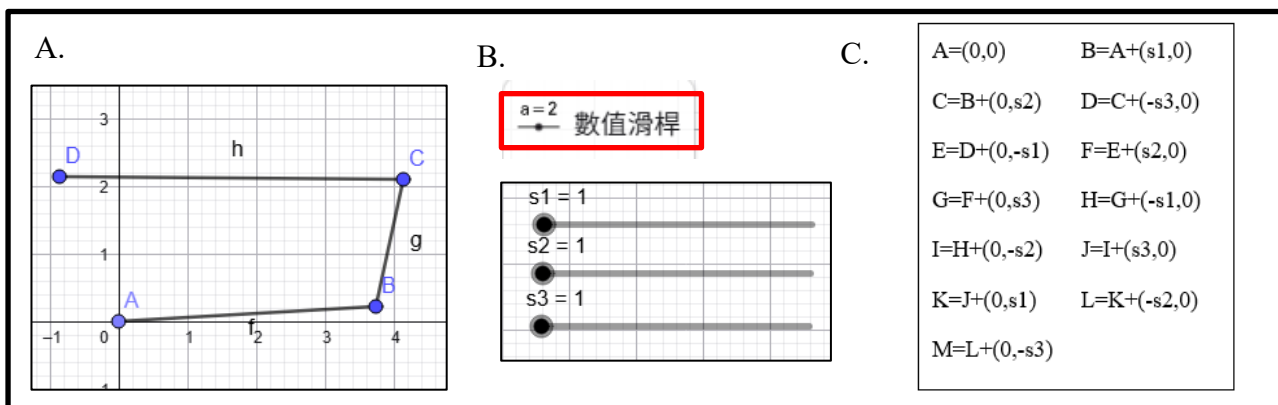 A.
3
D
h
C
2
g
1
A
B
f
−1
0
1
2
3
4
B.
a = 2
數值滑桿
s1 = 1
s2 = 1
s3 = 1
C.
A=(0,0) B=A+(s1,0)
C=B+(0,s2) D=C+(-s3,0)
E=D+(0,-s1) F=E+(s2,0)
G=F+(0,s3) H=G+(-s1,0)
I=H+(0,-s2) J=I+(s3,0)
K=J+(0,s1) L=K+(-s2,0)
M=L+(0,-s3)